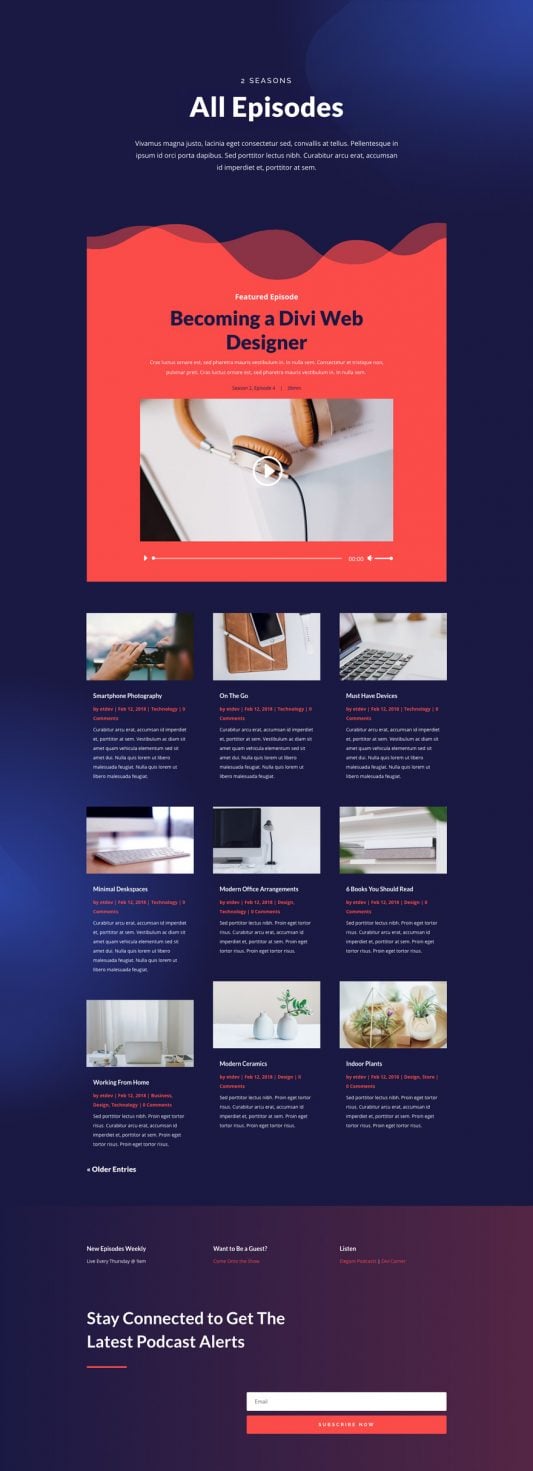 2 SEASONS
All Episodes
Vivamus magna justo, lacinia eget consectetur sed, convallis at tellus. Pellentesque in
ipsum id orci porta dapibus. Sed porttitor lectus nibh. Curabitur arcu erat, accumsan
id imperdiet et, porttitor at sem.
Featured Episode
Becoming a Divi Web
Designer
Cras luctus ornare est, sed pharetra mauris vestibulum in. In nulla sem. Consectetur et tristique non,
pulvinar preti. Cras luctus ornare est, sed pharetra mauris vestibulum in. In nulla sem.
Season 2, Episode 4 |
00:00
Smartphone Photography
by etdev | Feb 12, 2018 | Technology | 0
Comments
Curabitur arcu erat, accumsan id imperdiet
et, porttitor at sem. Vestibulum ac diam sit
amet quam vehicula elementum sed sit
amet dui. Nulla quis lorem ut libero
malesuada feugiat. Nulla quis lorem ut
libero malesuada feugiat.
On The Go
by etdev | Feb 12, 2018 | Technology | 0
Comments
Curabitur arcu erat, accumsan id imperdiet
et, porttitor at sem. Vestibulum ac diam sit
amet quam vehicula elementum sed sit
amet dui. Nulla quis lorem ut libero
malesuada feugiat. Nulla quis lorem ut
libero malesuada feugiat.
Must Have Devices
by etdev | Feb 12, 2018 | Technology | 0
Comments
Curabitur arcu erat, accumsan id imperdiet
et, porttitor at sem. Vestibulum ac diam sit
amet quam vehicula elementum sed sit
amet dui. Nulla quis lorem ut libero
malesuada feugiat. Nulla quis lorem ut
libero malesuada feugiat.
Minimal Deskspaces
by etdev | Feb 12, 2018 | Technology | 0
Comments
Curabitur arcu erat, accumsan id imperdiet
et, porttitor at sem. Vestibulum ac diam sit
amet quam vehicula elementum sed sit
amet dui. Nulla quis lorem ut libero
malesuada feugiat. Nulla quis lorem ut
libero malesuada feugiat.
Modern Office Arrangements
by etdev | Feb 12, 2018 | Design,
Technology | 0 Comments
Sed porttitor lectus nibh. Proin eget tortor
risus. Curabitur arcu erat, accumsan id
imperdiet et, porttitor at sem. Proin eget
tortor risus. Proin eget tortor risus.
6 Books You Should Read
by etdev | Feb 12, 2018 | Design | 0
Comments
Sed porttitor lectus nibh. Proin eget tortor
risus. Curabitur arcu erat, accumsan id
imperdiet et, porttitor at sem. Proin eget
tortor risus. Proin eget tortor risus.
Working From Home
by etdev | Feb 12, 2018 | Business,
Design, Technology | 0 Comments
Sed porttitor lectus nibh. Proin eget tortor
risus. Curabitur arcu erat, accumsan id
imperdiet et, porttitor at sem. Proin eget
tortor risus. Proin eget tortor risus.
Modern Ceramics
by etdev | Feb 12, 2018 | Design | 0
Comments
Sed porttitor lectus nibh. Proin eget tortor
risus. Curabitur arcu erat, accumsan id
imperdiet et, porttitor at sem. Proin eget
tortor risus. Proin eget tortor risus.
Indoor Plants
by etdev | Feb 12, 2018 | Design, Store |
0 Comments
Sed porttitor lectus nibh. Proin eget tortor
risus. Curabitur arcu erat, accumsan id
imperdiet et, porttitor at sem. Proin eget
tortor risus. Proin eget tortor risus.
« Older Entries
New Episodes Weekly
Live Every Thursday @ 9am
Want to Be a Guest?
Come Onto the Show
Listen
Elegant Podcasts | Divi Corner
Stay Connected to Get The
Latest Podcast Alerts
Email
SUBSCRIBE NOW